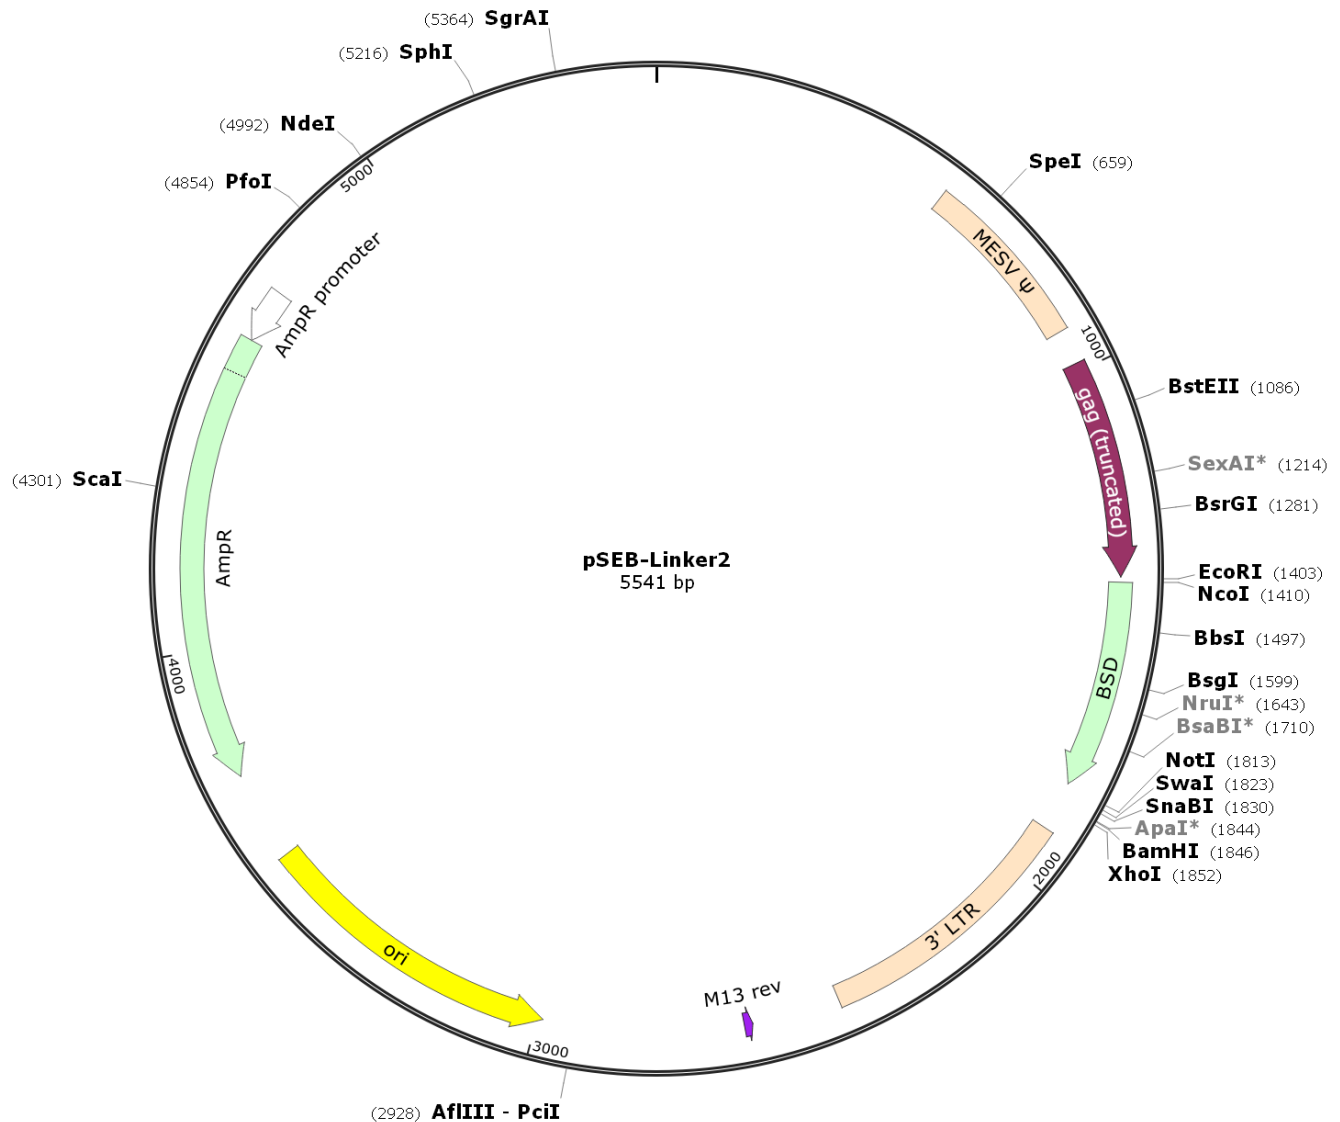 (5364) SgrAI
(5216) SphI
(4992) NdeI
(4854) PfoI
5000
SpeI (659)
MESV Ψ
1000
AmpR promoter
BstEII (1086)
gag (truncated)
SexAI* (1214)
(4301) ScaI
BsrGI (1281)
AmpR
pSEB-Linker2
5541 bp
EcoRI (1403)
NcoI (1410)
BbsI (1497)
4000
BSD
BsgI (1599)
NruI* (1643)
BsaBI* (1710)
NotI (1813)
SwaI (1823)
SnaBI (1830)
ApaI* (1844)
BamHI (1846)
XhoI (1852)
2000
3' LTR
ori
M13 rev
3000
(2928) AflIII - PciI